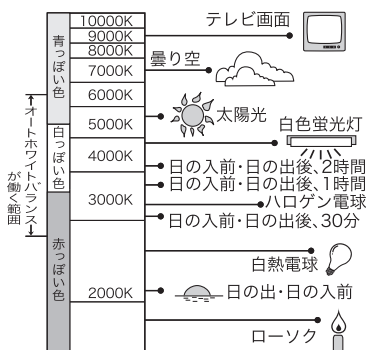 青っぽい色
白っぽい色
赤っぽい色
オートホワイトバランス
が働く範囲
10000K
9000K
8000K
7000K
6000K
5000K
4000K
3000K
2000K
テレビ画面
曇り空
太陽光
白色蛍光灯
日の入前・日の出後、2時間
日の入前・日の出後、1時間
ハロゲン電球
日の入前・日の出後、30分
白熱電球
日の出・日の入前
ローソク